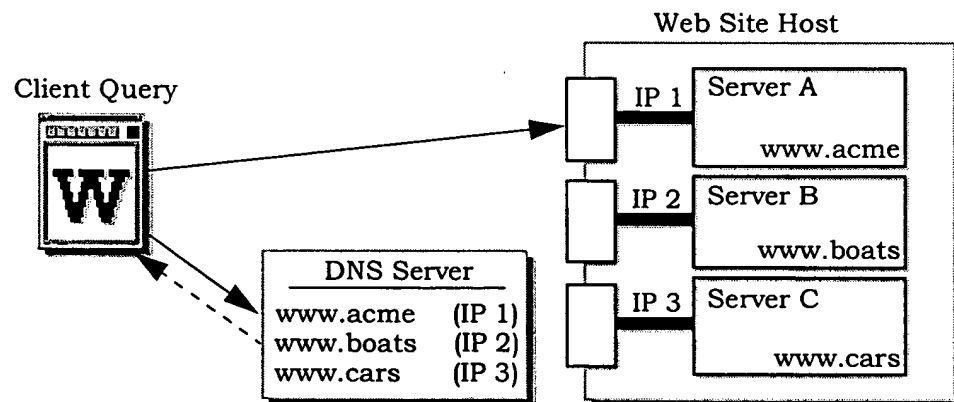 Web Site Host
Client Query
W
IP 1
Server A
www.acme
IP 2
Server B
www.boats
IP 3
Server C
www.cars
DNS Server
www.acme (IP 1)
www.boats (IP 2)
www.cars (IP 3)